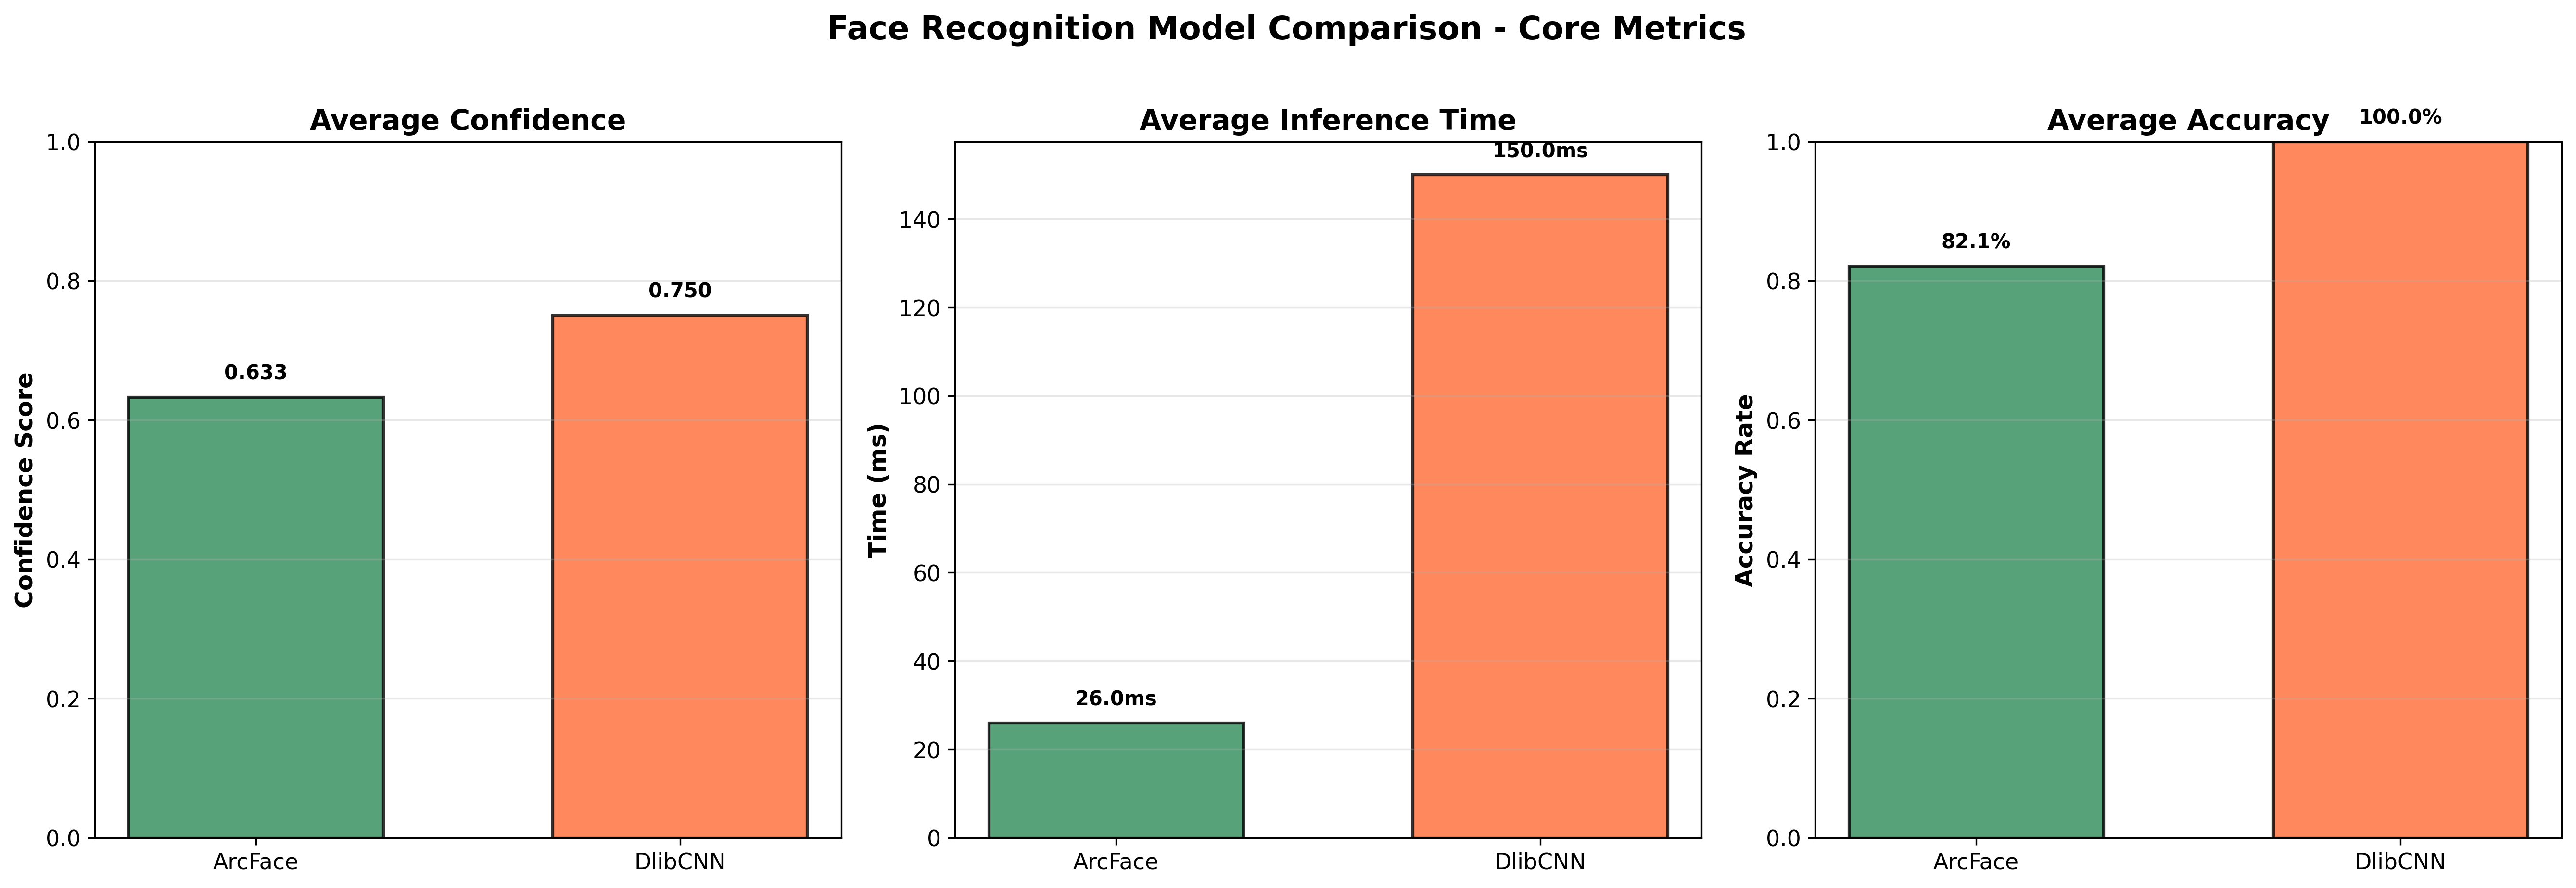 Face Recognition Model Comparison - Core Metrics
Average Confidence
Confidence Score
1.0
0.8
0.6
0.4
0.2
0.0
0.633
0.750
ArcFace
DlibCNN
Average Inference Time
Time (ms)
140
120
100
80
60
40
20
0
26.0ms
150.0ms
ArcFace
DlibCNN
Average Accuracy
Accuracy Rate
1.0
0.8
0.6
0.4
0.2
0.0
82.1%
100.0%
ArcFace
DlibCNN